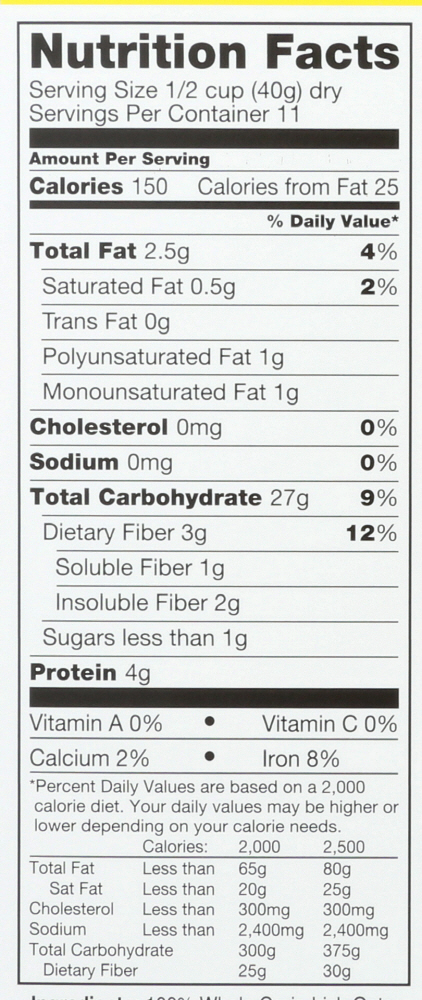 Nutrition Facts
Serving Size 1/2 cup (40g) dry
Servings Per Container 11
Amount Per Serving
Calories 150 Calories from Fat 25
% Daily Value*
Total Fat 2.5g 4%
Saturated Fat 0.5g 2%
Trans Fat 0g
Polyunsaturated Fat 1g
Monounsaturated Fat 1g
Cholesterol 0mg 0%
Sodium 0mg 0%
Total Carbohydrate 27g 9%
Dietary Fiber 3g 12%
Soluble Fiber 1g
Insoluble Fiber 2g
Sugars less than 1g
Protein 4g
Vitamin A 0% • Vitamin C 0%
Calcium 2% • Iron 8%
*Percent Daily Values are based on a 2,000
calorie diet. Your daily values may be higher or
lower depending on your calorie needs.
Calories: 2,000 2,500
Total Fat Less than 65g 80g
Sat Fat Less than 20g 25g
Cholesterol Less than 300mg 300mg
Sodium Less than 2,400mg 2,400mg
Total Carbohydrate 300g 375g
Dietary Fiber 25g 30g